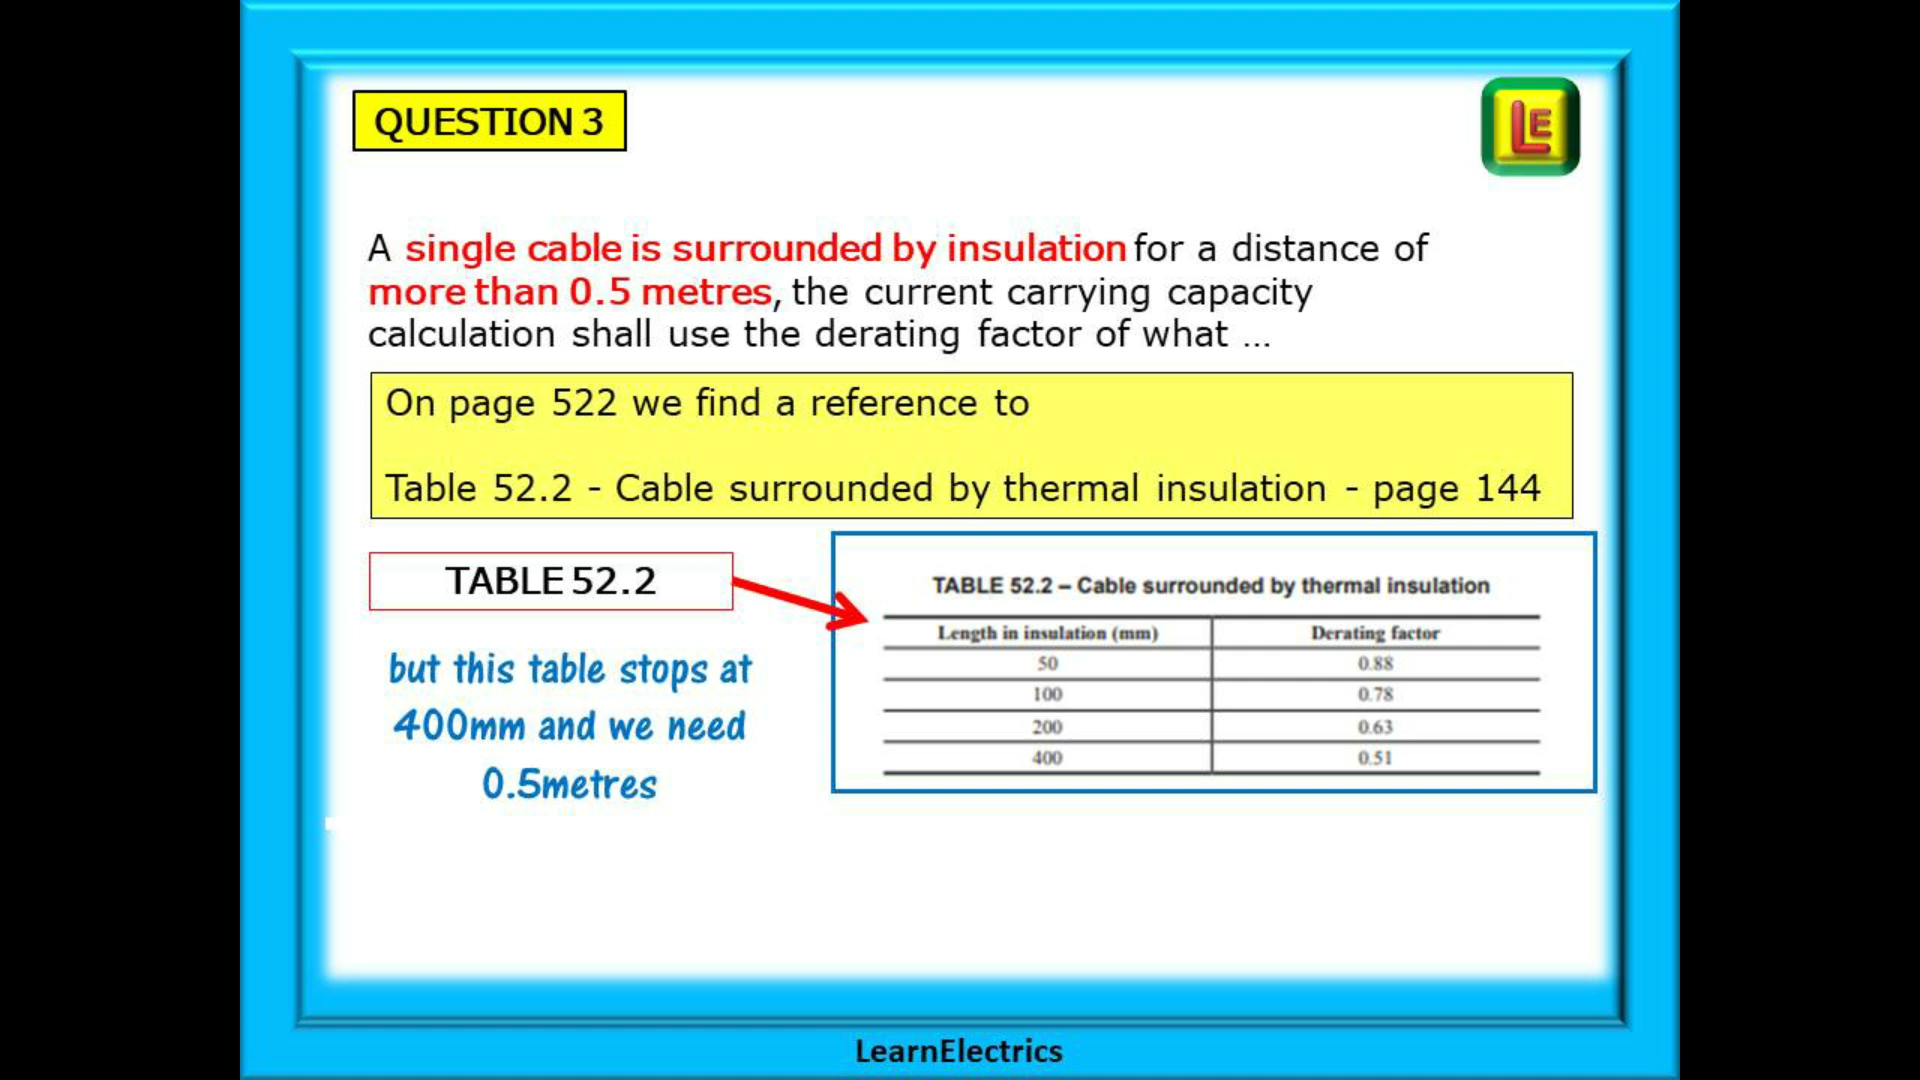 QUESTION 3
LE
A single cable is surrounded by insulation for a distance of
more than 0.5 metres, the current carrying capacity
calculation shall use the derating factor of what ...
On page 522 we find a reference to
Table 52.2 - Cable surrounded by thermal insulation - page 144
TABLE 52.2
but this table stops at
400mm and we need
0.5metres
TABLE 52.2 – Cable surrounded by thermal insulation
Length in insulation (mm) Derating factor
50 0.88
100 0.78
200 0.63
400 0.51
LearnElectrics